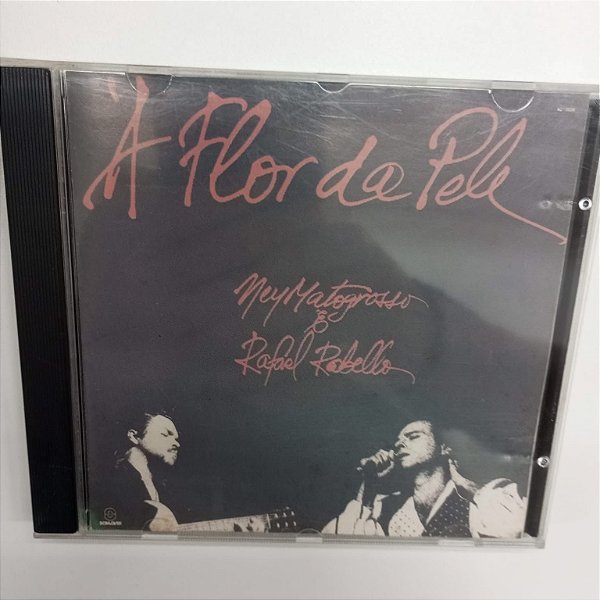 À Flor da Pele
Ney Matogrosso
&
Rafael Rabello